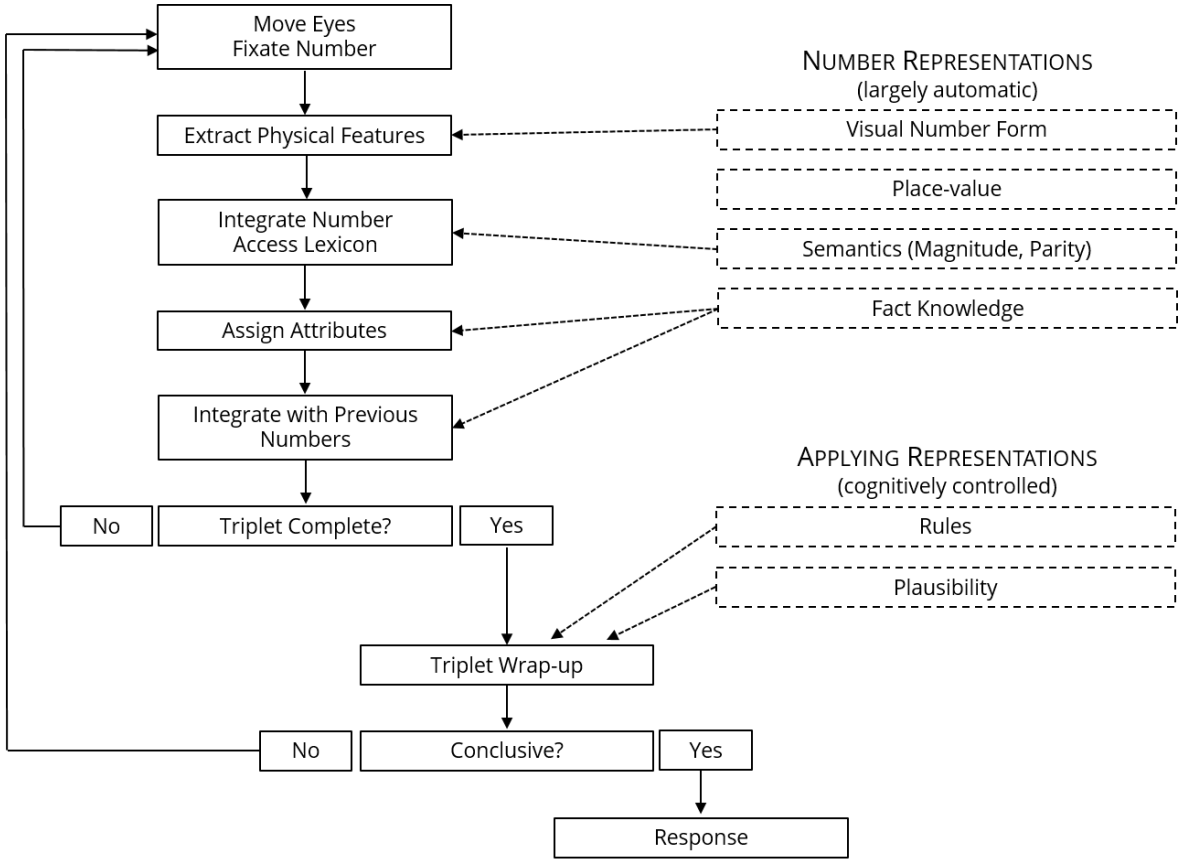 Move Eyes
Fixate Number
Extract Physical Features
Integrate Number
Access Lexicon
Assign Attributes
Integrate with Previous
Numbers
No
Triplet Complete?
Yes
Triplet Wrap-up
No
Conclusive?
Yes
Response
NUMBER REPRESENTATIONS
(largely automatic)
Visual Number Form
Place-value
Semantics (Magnitude, Parity)
Fact Knowledge
APPLYING REPRESENTATIONS
(cognitively controlled)
Rules
Plausibility